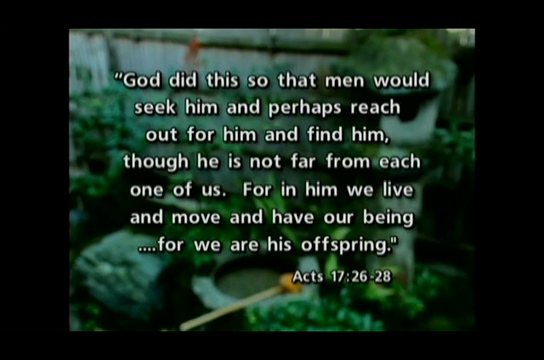 “God did this so that men would
seek him and perhaps reach
out for him and find him,
though he is not far from each
one of us. For in him we live
and move and have our being
....for we are his offspring."
Acts 17:26-28